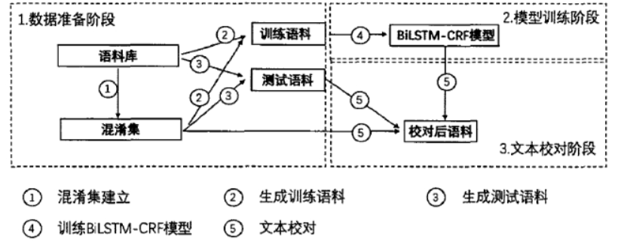 1.数据准备阶段
2.模型训练阶段
② 训练语料 ④ BiLSTM-CRF模型
语料库
③ 测试语料
① ② ③ ⑤ ⑤
混淆集 ⑤ 校对后语料
3.文本校对阶段
① 混淆集建立 ② 生成训练语料 ③ 生成测试语料
④ 训练BiLSTM-CRF模型 ⑤ 文本校对